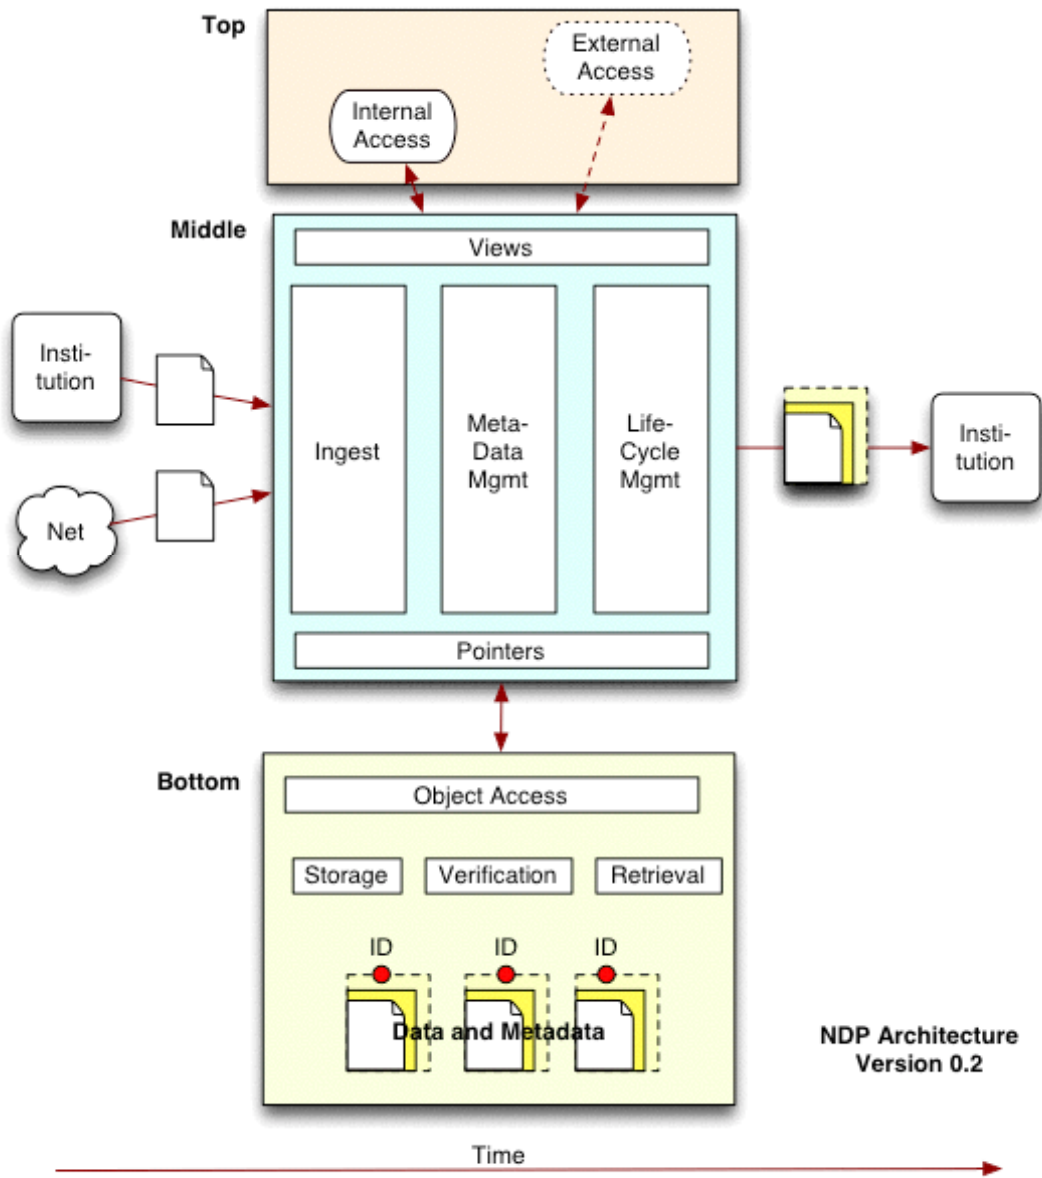 Top
External
Access
Internal
Access
Middle
Views
Insti-
tution
Net
Ingest
Meta-
Data
Mgmt
Life-
Cycle
Mgmt
Insti-
tution
Pointers
Bottom
Object Access
Storage
Verification
Retrieval
ID
ID
ID
Data and Metadata
NDP Architecture
Version 0.2
Time